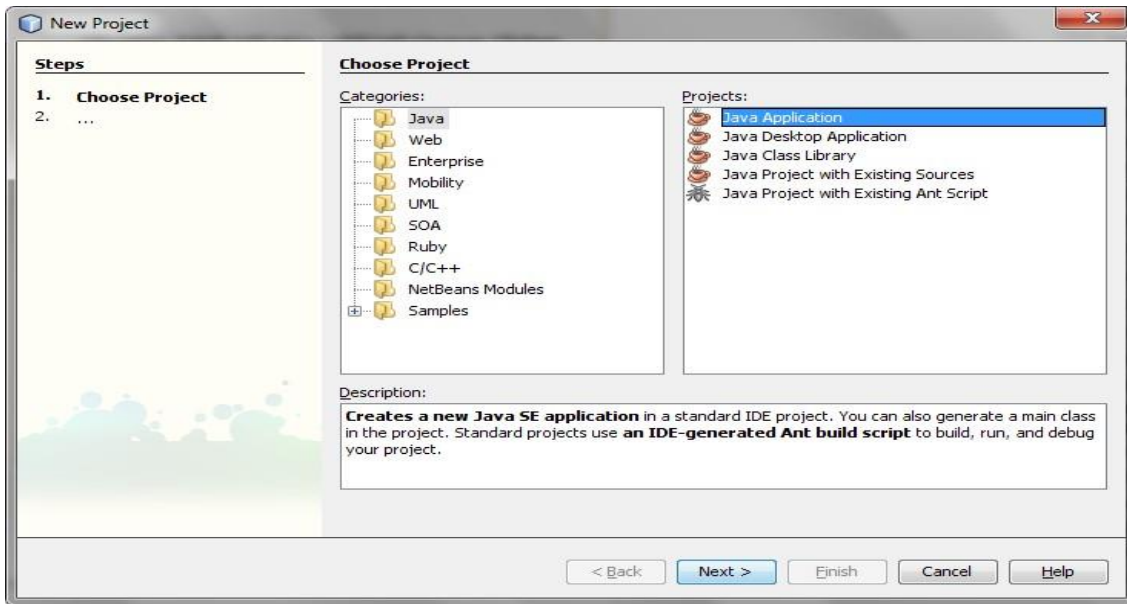 New Project
Steps
1. Choose Project
2. ...
Choose Project
Categories:
Java
Web
Enterprise
Mobility
UML
SOA
Ruby
C/C++
NetBeans Modules
Samples
Projects:
Java Application
Java Desktop Application
Java Class Library
Java Project with Existing Sources
Java Project with Existing Ant Script
Description:
Creates a new Java SE application in a standard IDE project. You can also generate a main class
in the project. Standard projects use an IDE-generated Ant build script to build, run, and debug
your project.
< Back Next > Finish Cancel Help